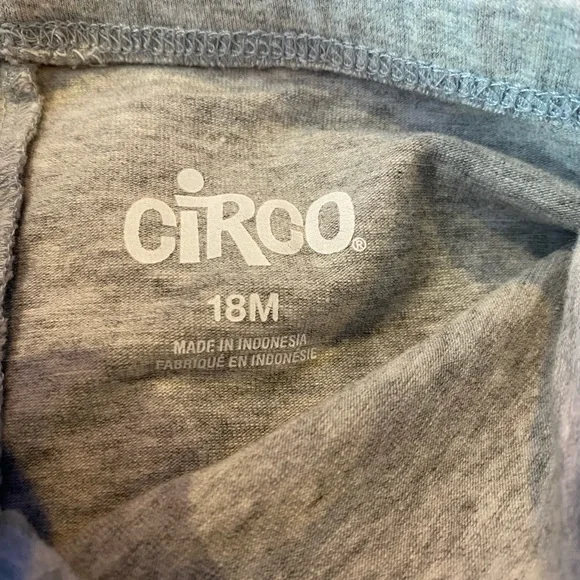 CiRCO®
18M
MADE IN INDONESIA
FABRIQUÉ EN INDONÉSIE